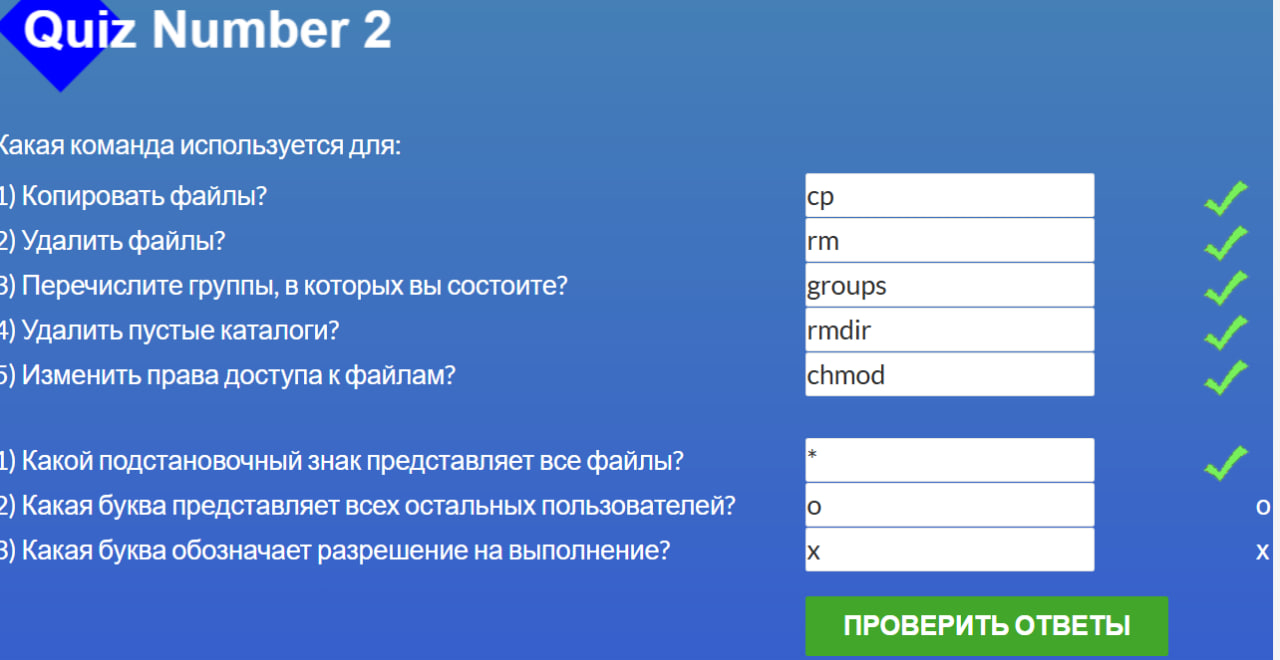 Quiz Number 2
Какая команда используется для:
1) Копировать файлы? cp
2) Удалить файлы? rm
3) Перечислите группы, в которых вы состоите? groups
4) Удалить пустые каталоги? rmdir
5) Изменить права доступа к файлам? chmod
1) Какой подстановочный знак представляет все файлы? *
2) Какая буква представляет всех остальных пользователей? o o
3) Какая буква обозначает разрешение на выполнение? x x
ПРОВЕРИТЬ ОТВЕТЫ